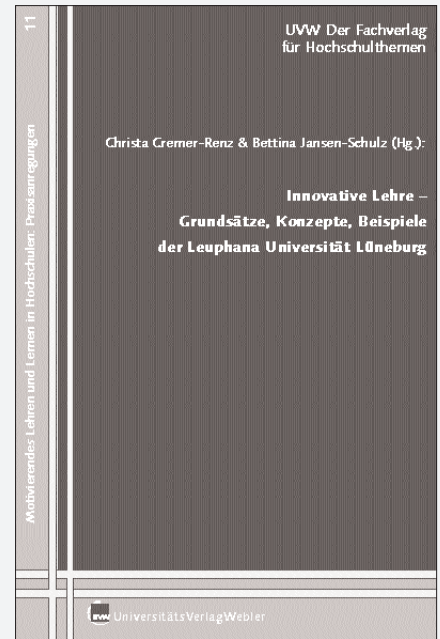 11
Motivierendes Lehren und Lernen in Hochschulen: Praxisanregungen
UVW Der Fachverlag
für Hochschulthemen
Christa Cremer-Renz & Bettina Jansen-Schulz (Hg.):
Innovative Lehre –
Grundsätze, Konzepte, Beispiele
der Leuphana Universität Lüneburg
uvw UniversitätsVerlagWebler